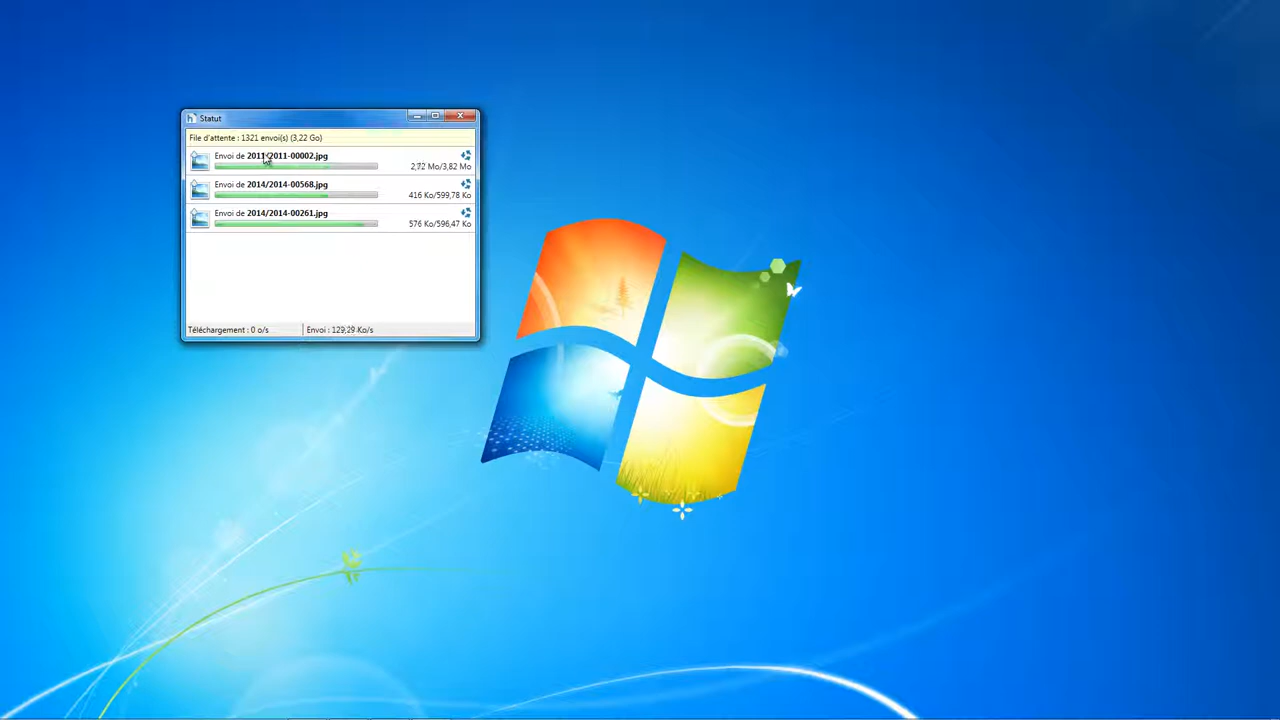 Statut
File d'attente : 1321 envoi(s) (3,22 Go)
Envoi de 2011/2011-00002.jpg
2,72 Mo/3,82 Mo
Envoi de 2014/2014-00568.jpg
416 Ko/599,78 Ko
Envoi de 2014/2014-00261.jpg
576 Ko/596,47 Ko
Téléchargement : 0 o/s
Envoi : 129,29 Ko/s